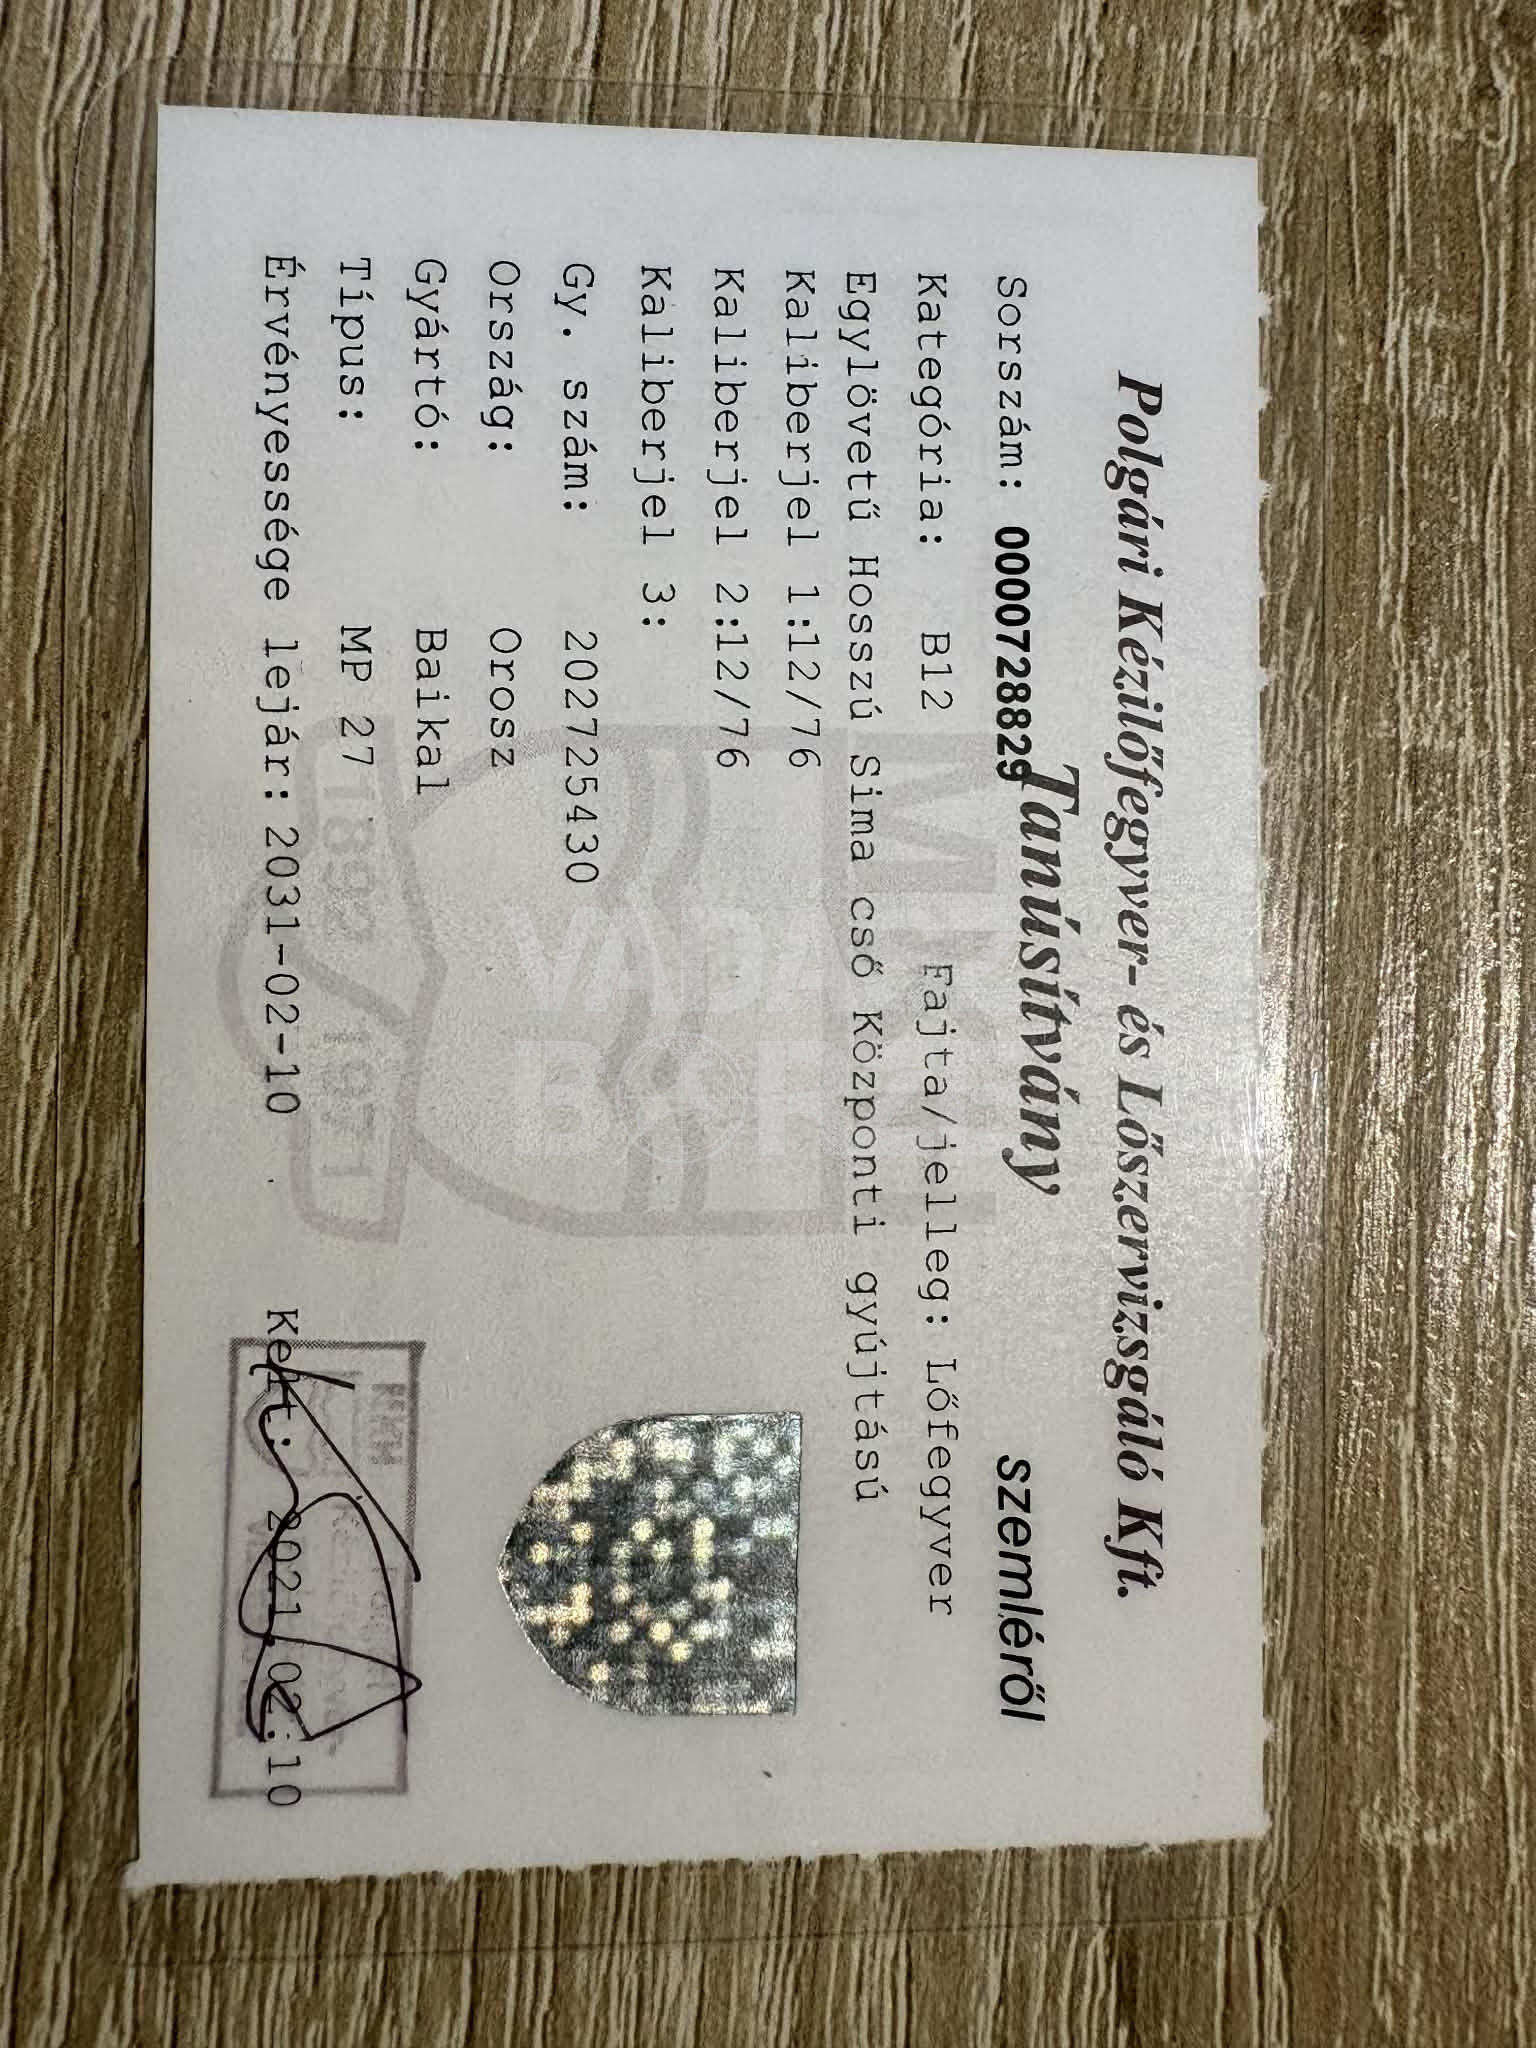 Polgári Kézilőfegyver- és Lőszervizsgáló Kft.
Tanúsítvány
Sorszám: 0000728829 szemléről
Kategória: B12 Fajta/jelleg: Lőfegyver
Egylövetű Hosszú Sima cső Központi gyújtású
Kaliberjel 1:12/76
Kaliberjel 2:12/76
Kaliberjel 3:
Gy. szám: 202725430
Ország: Orosz
Gyártó: Baikal
Típus: MP 27
Érvényessége lejár: 2031-02-10 Kelt: 2021.02.10